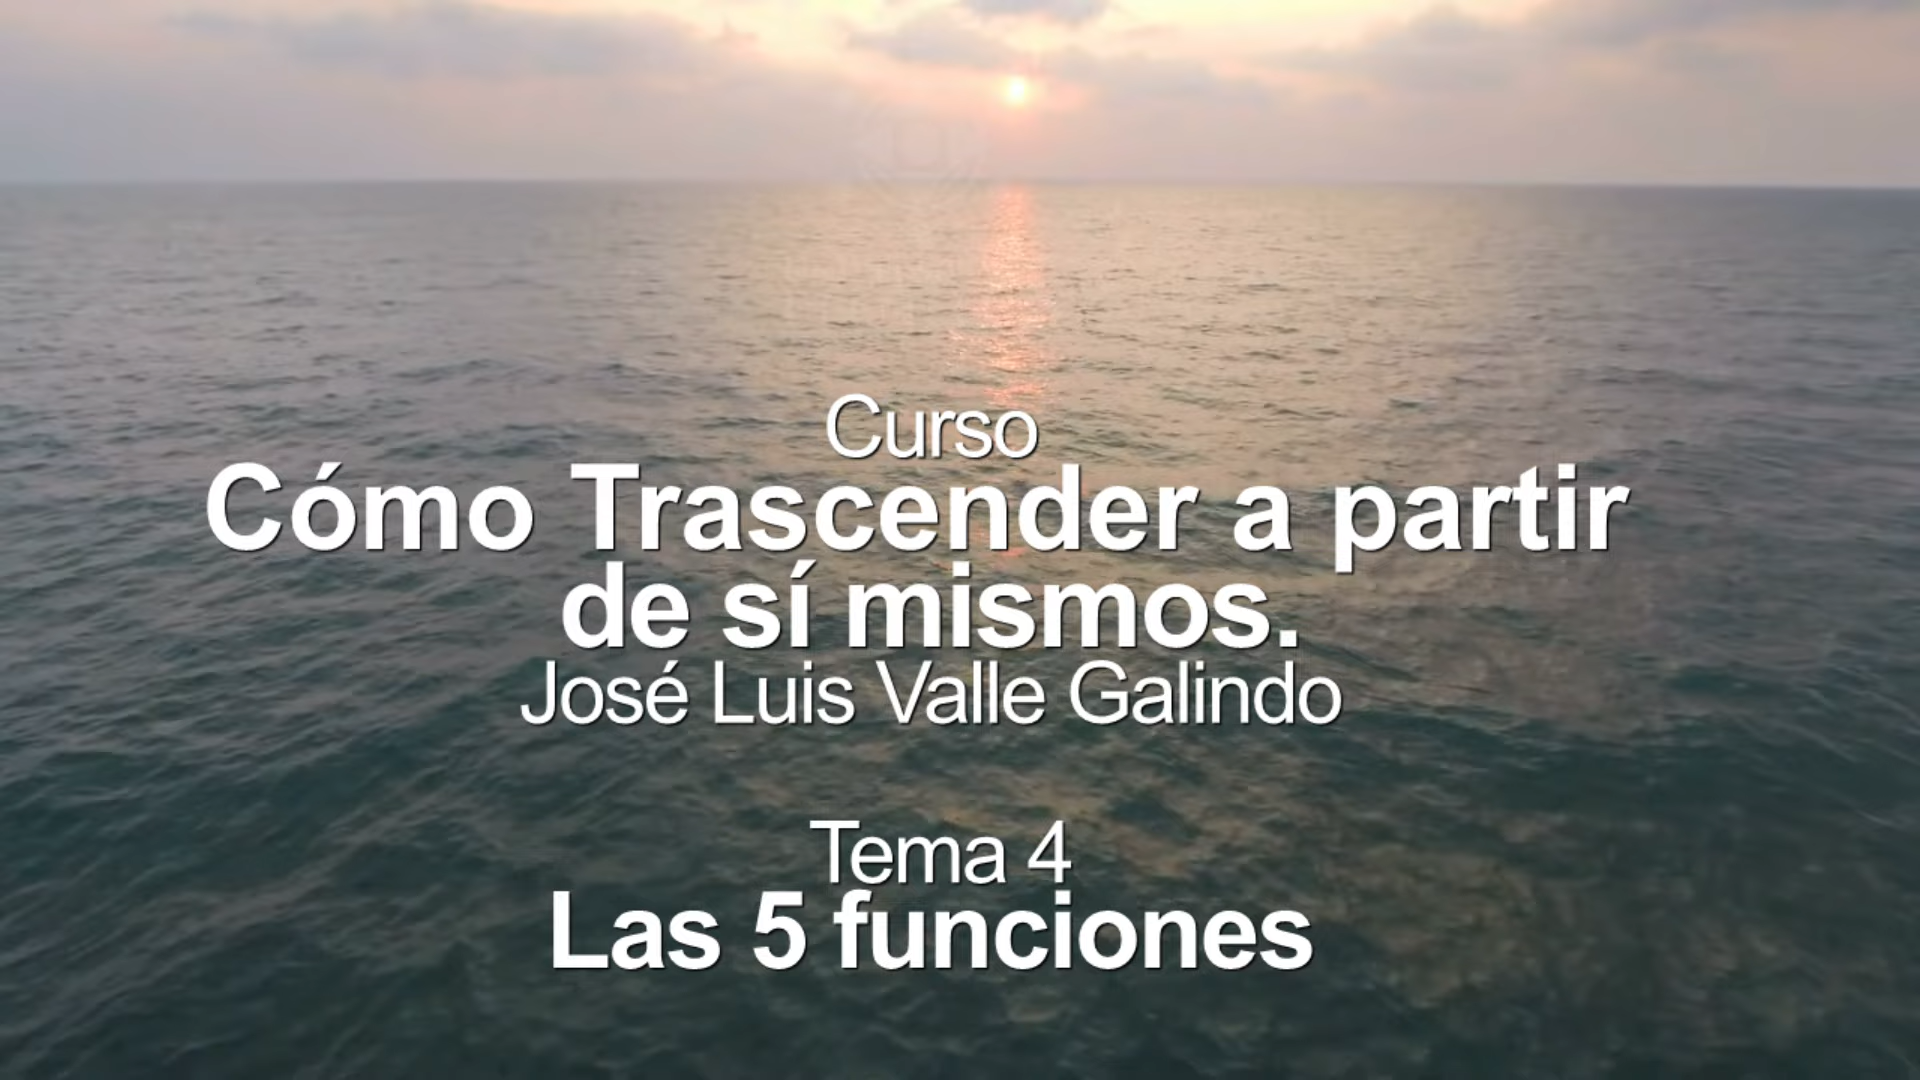 Curso
Cómo Trascender a partir
de sí mismos.
José Luis Valle Galindo
Tema 4
Las 5 funciones